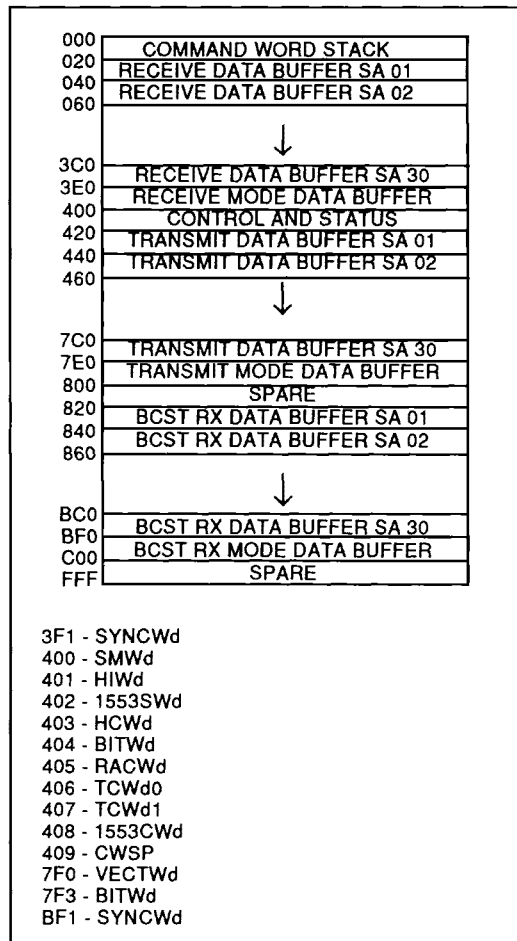 000
COMMAND WORD STACK
020
RECEIVE DATA BUFFER SA 01
040
RECEIVE DATA BUFFER SA 02
060
3C0
RECEIVE DATA BUFFER SA 30
3E0
RECEIVE MODE DATA BUFFER
400
CONTROL AND STATUS
420
TRANSMIT DATA BUFFER SA 01
440
TRANSMIT DATA BUFFER SA 02
460
7C0
TRANSMIT DATA BUFFER SA 30
7E0
TRANSMIT MODE DATA BUFFER
800
SPARE
820
BCST RX DATA BUFFER SA 01
840
BCST RX DATA BUFFER SA 02
860
BC0
BCST RX DATA BUFFER SA 30
BF0
BCST RX MODE DATA BUFFER
C00
SPARE
FFF
3F1 - SYNCWd
400 - SMWd
401 - HIWd
402 - 1553SWd
403 - HCWd
404 - BITWd
405 - RACWd
406 - TCWd0
407 - TCWd1
408 - 1553CWd
409 - CWSP
7F0 - VECTWd
7F3 - BITWd
BF1 - SYNCWd